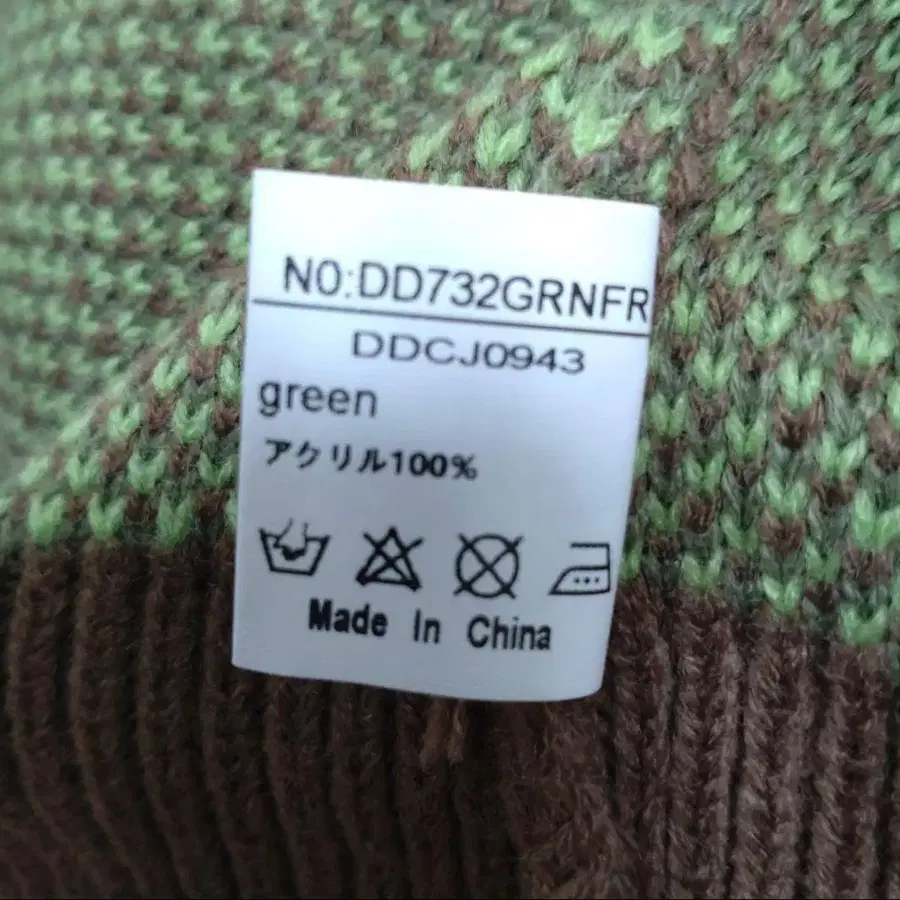 N0:DD732GRNFR
DDCJ0943
green
アクリル100%
Made In China